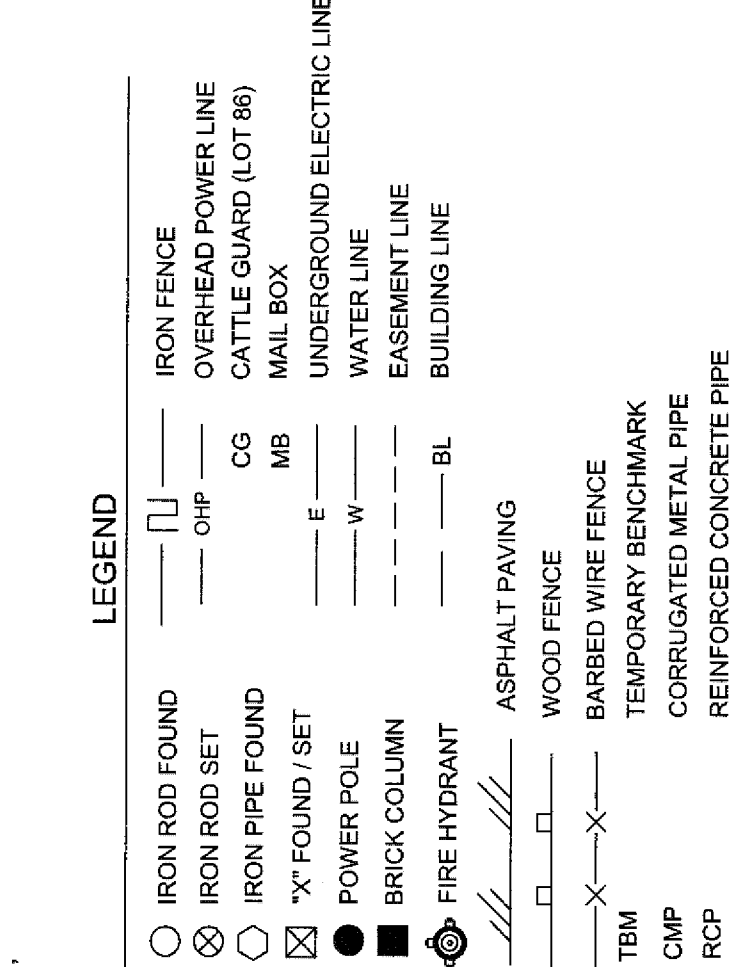 LEGEND
IRON ROD FOUND
IRON ROD SET
IRON PIPE FOUND
"X" FOUND / SET
POWER POLE
BRICK COLUMN
FIRE HYDRANT
IRON FENCE
OHP OVERHEAD POWER LINE
CG CATTLE GUARD (LOT 86)
MB MAIL BOX
E UNDERGROUND ELECTRIC LINE
W WATER LINE
EASEMENT LINE
BL BUILDING LINE
ASPHALT PAVING
WOOD FENCE
BARBED WIRE FENCE
TBM TEMPORARY BENCHMARK
CMP CORRUGATED METAL PIPE
RCP REINFORCED CONCRETE PIPE